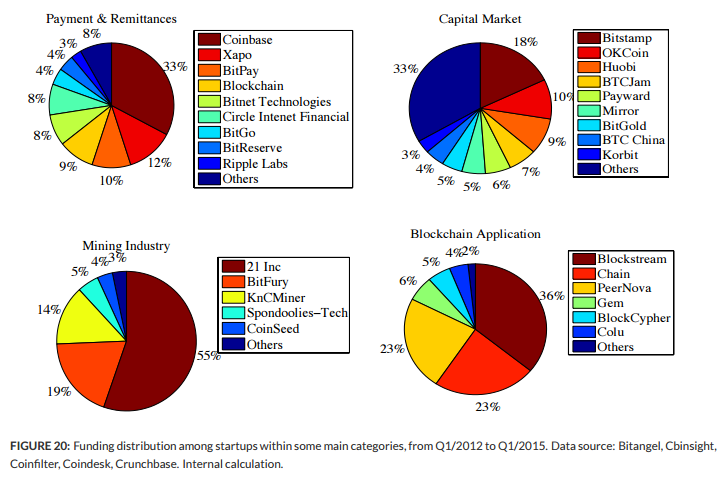 Payment & Remittances
8%
3%
4%
4%
8%
8%
9%
10%
12%
33%
Coinbase
Xapo
BitPay
Blockchain
Bitnet Technologies
Circle Intenet Financial
BitGo
BitReserve
Ripple Labs
Others
Capital Market
18%
10%
9%
7%
6%
5%
5%
4%
3%
33%
Bitstamp
OKCoin
Huobi
BTCJam
Payward
Mirror
BitGold
BTC China
Korbit
Others
Mining Industry
3%
4%
5%
14%
19%
55%
21 Inc
BitFury
KnCMiner
Spondoolies-Tech
CoinSeed
Others
Blockchain Application
2%
4%
5%
6%
23%
23%
36%
Blockstream
Chain
PeerNova
Gem
BlockCypher
Colu
Others
FIGURE 20: Funding distribution among startups within some main categories, from Q1/2012 to Q1/2015. Data source: Bitangel, Cbinsight,
Coinfilter, Coindesk, Crunchbase. Internal calculation.